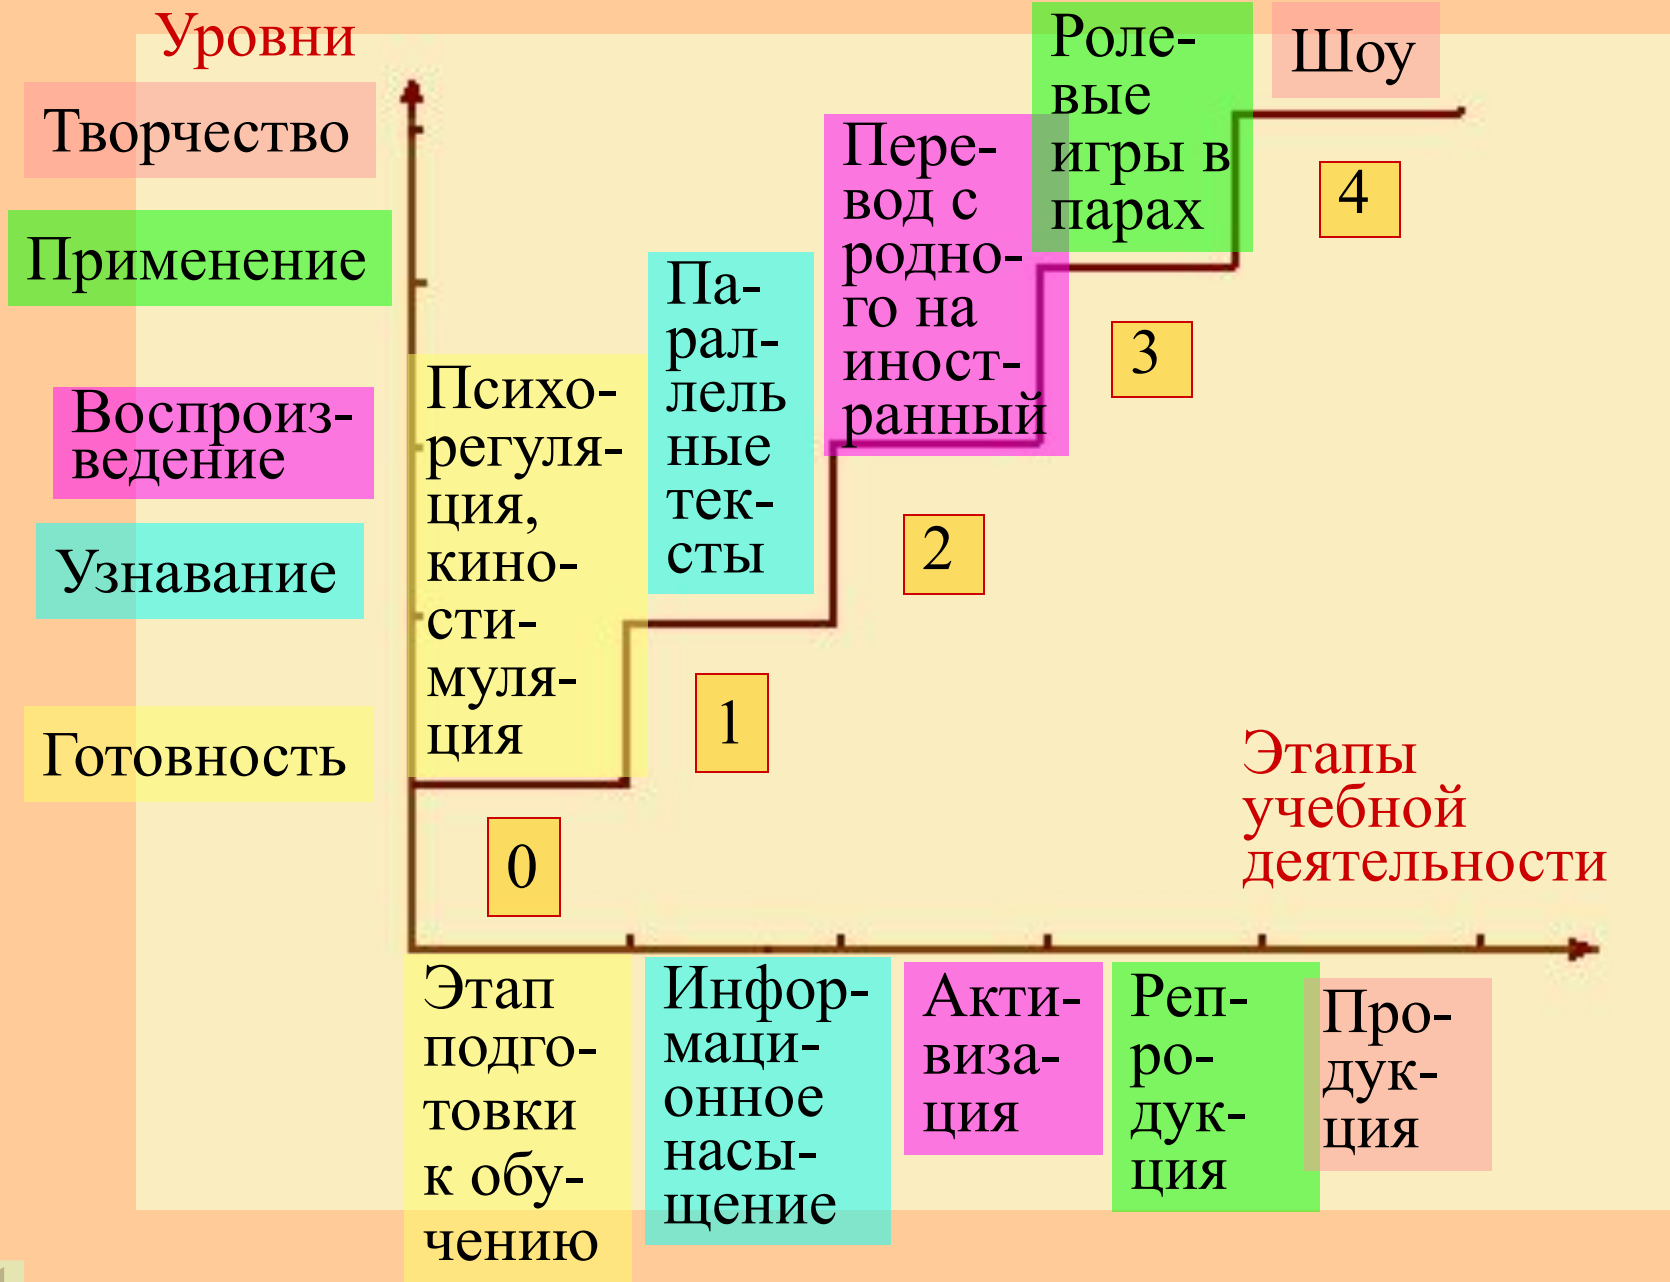 Уровни
Творчество
Применение
Воспроиз-
ведение
Узнавание
Готовность
Психо-
регуля-
ция,
кино-
сти-
муля-
ция
Па-
рал-
лель
ные
тек-
сты
Пере-
вод с
родно-
го на
иност-
ранный
Роле-
вые
игры в
парах
Шоу
0
1
2
3
4
Этапы
учебной
деятельности
Этап
подго-
товки
к обу-
чению
Инфор-
маци-
онное
насы-
щение
Акти-
виза-
ция
Реп-
ро-
дук-
ция
Про-
дук-
ция